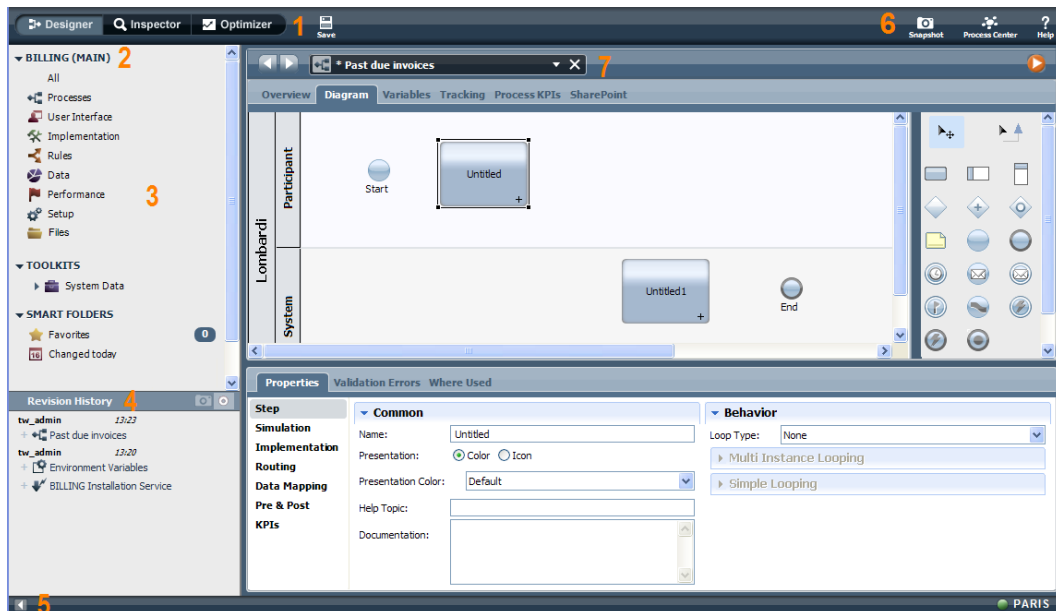 Designer Inspector Optimizer 1 Save 6 Snapshot Process Center ? Help
BILLING (MAIN) 2
All
Processes
User Interface
Implementation
Rules
Data
Performance
3
Setup
Files
TOOLKITS
System Data
SMART FOLDERS
Favorites 0
16 Changed today
Revision History 4
tw_admin 13:23
+ Past due invoices
tw_admin 13:20
+ Environment Variables
+ BILLING Installation Service
5
* Past due invoices 7
Overview Diagram Variables Tracking Process KPIs SharePoint
Lombardi
Participant
Start
Untitled
+
System
Untitled1
+
End
Properties Validation Errors Where Used
Step
Simulation
Implementation
Routing
Data Mapping
Pre & Post
KPIs
Common
Name: Untitled
Presentation: Color Icon
Presentation Color: Default
Help Topic:
Documentation:
Behavior
Loop Type: None
Multi Instance Looping
Simple Looping
PARIS